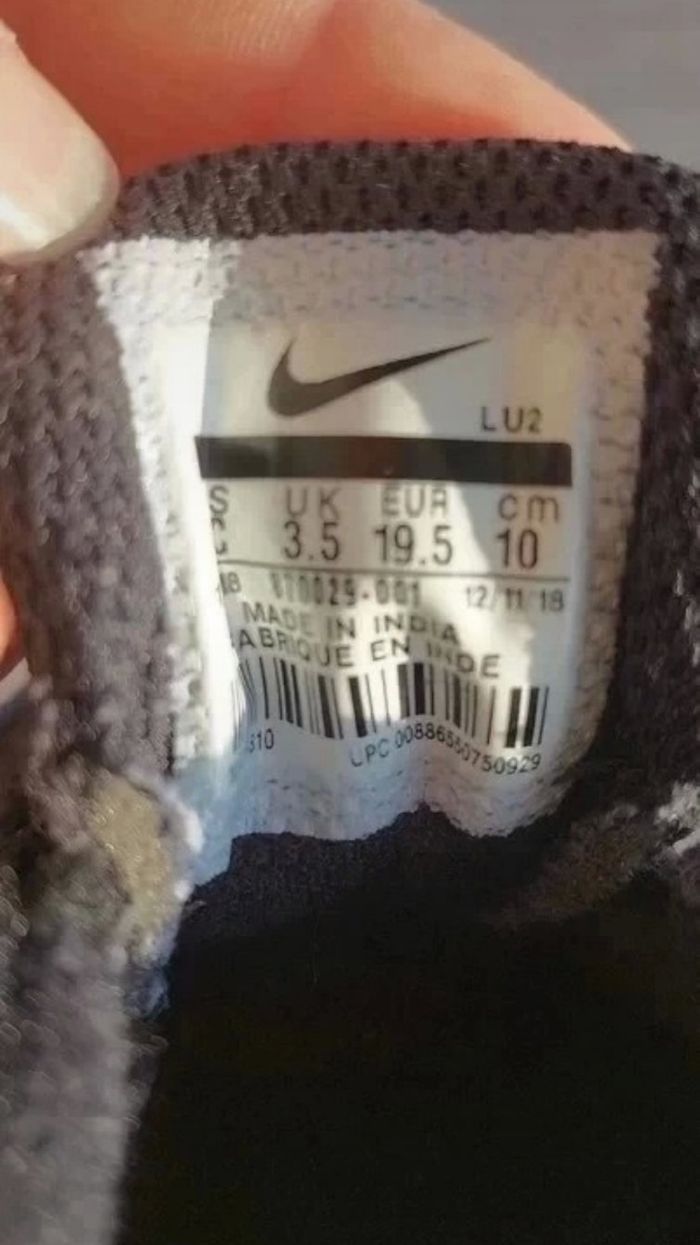 LU2
UK EUR cm
3.5 19.5 10
12/11/18
MADE IN INDIA
FABRIQUE EN INDE
UPC